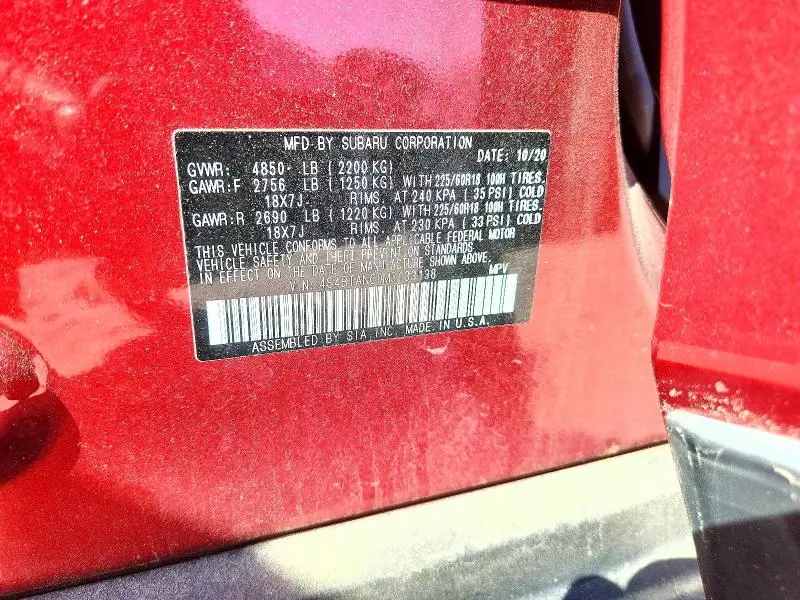 MFD BY SUBARU CORPORATION
DATE: 10/20
GVWR: 4850 LB ( 2200 KG)
GAWR:F 2756 LB ( 1250 KG) WITH 225/60R18 100H TIRES,
18X7J RIMS, AT 240 KPA ( 35 PSI) COLD
GAWR:R 2690 LB ( 1220 KG) WITH 225/60R18 100H TIRES,
18X7J RIMS, AT 230 KPA ( 33 PSI) COLD
THIS VEHICLE CONFORMS TO ALL APPLICABLE FEDERAL MOTOR
VEHICLE SAFETY AND THEFT PREVENTION STANDARDS
IN EFFECT ON THE DATE OF MANUFACTURE SHOWN ABOVE,
MPV
ASSEMBLED BY SIA,INC. MADE IN U.S.A.